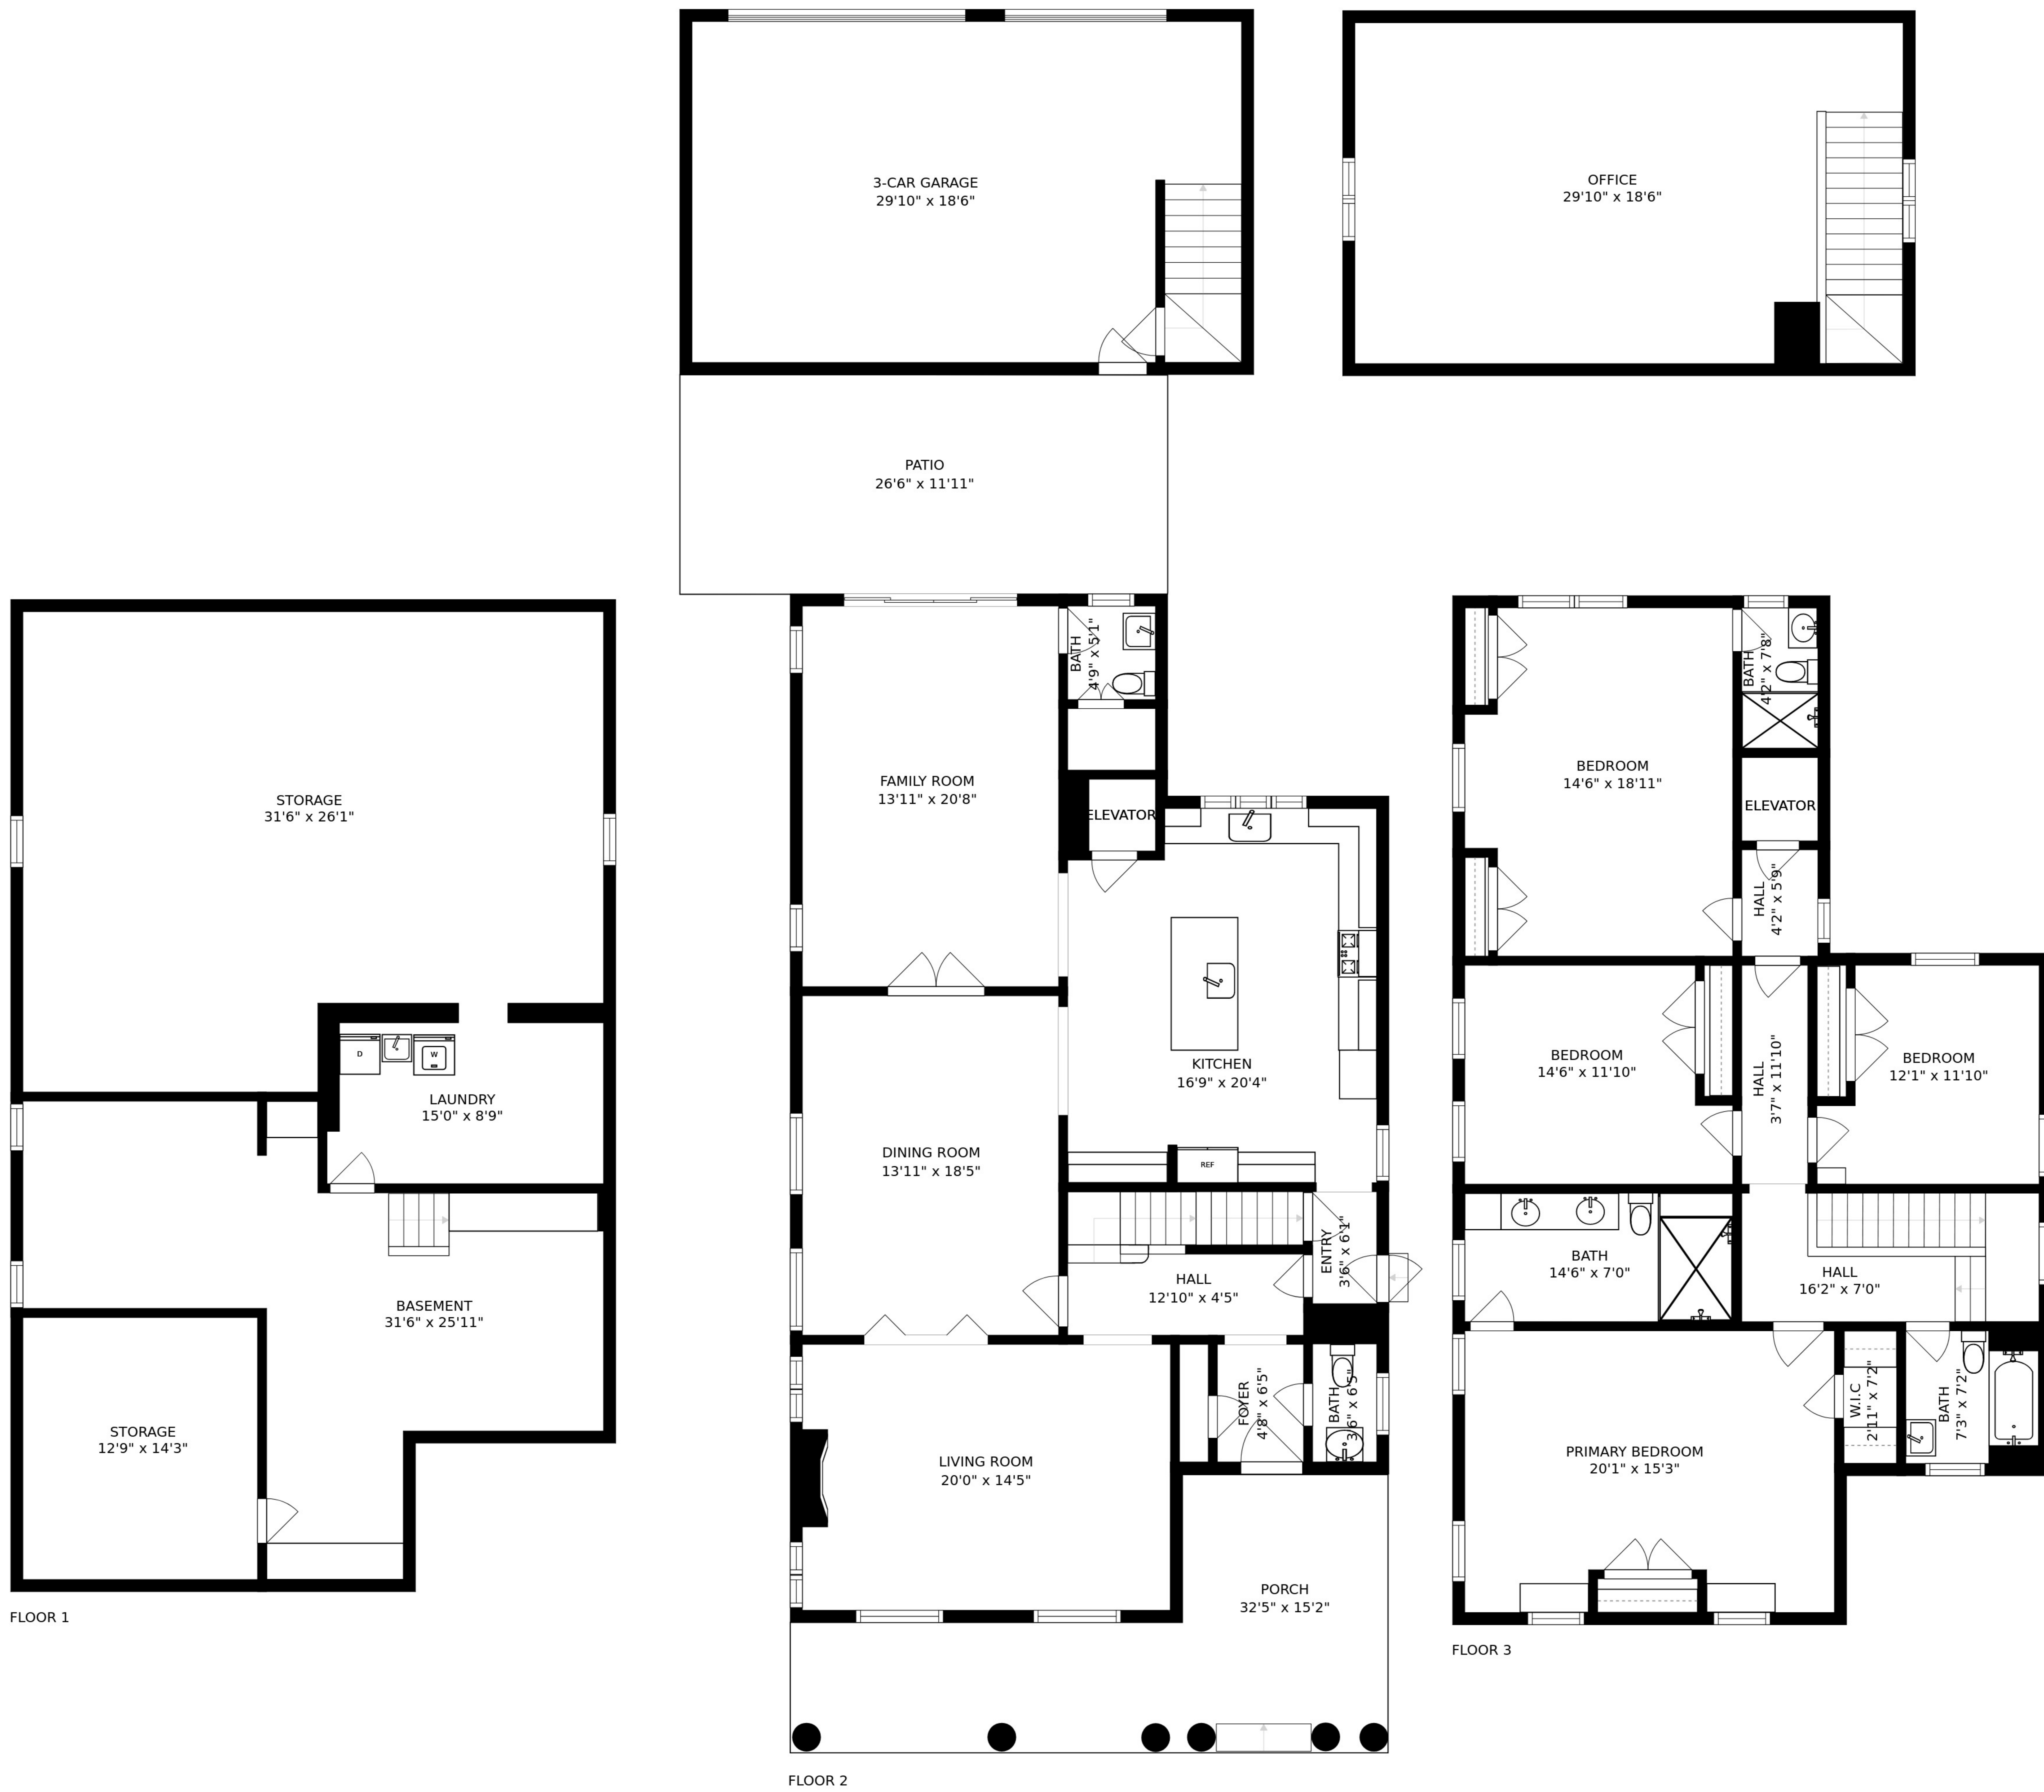 3-CAR GARAGE
29'10" x 18'6"
OFFICE
29'10" x 18'6"
PATIO
26'6" x 11'11"
STORAGE
31'6" x 26'1"
D
W
LAUNDRY
15'0" x 8'9"
BASEMENT
31'6" x 25'11"
STORAGE
12'9" x 14'3"
FLOOR 1
BATH
4'9" x 5'1"
FAMILY ROOM
13'11" x 20'8"
ELEVATOR
KITCHEN
16'9" x 20'4"
DINING ROOM
13'11" x 18'5"
REF
ENTRY
3'6" x 6'1"
HALL
12'10" x 4'5"
FOYER
4'8" x 6'5"
BATH
3'6" x 6'5"
LIVING ROOM
20'0" x 14'5"
PORCH
32'5" x 15'2"
FLOOR 2
BATH
4'2" x 7'8"
BEDROOM
14'6" x 18'11"
ELEVATOR
HALL
4'2" x 5'9"
BEDROOM
14'6" x 11'10"
HALL
3'7" x 11'10"
BEDROOM
12'1" x 11'10"
BATH
14'6" x 7'0"
HALL
16'2" x 7'0"
W.I.C
2'11" x 7'2"
BATH
7'3" x 7'2"
PRIMARY BEDROOM
20'1" x 15'3"
FLOOR 3